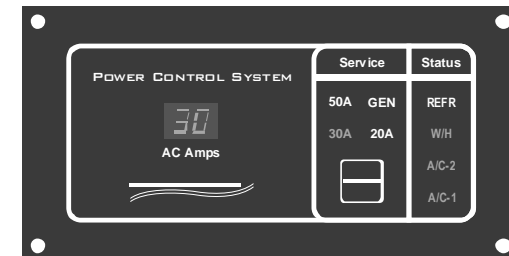 POWER CONTROL SYSTEM
30
AC Amps
Service
50A GEN
30A 20A
Status
REFR
W/H
A/C-2
A/C-1